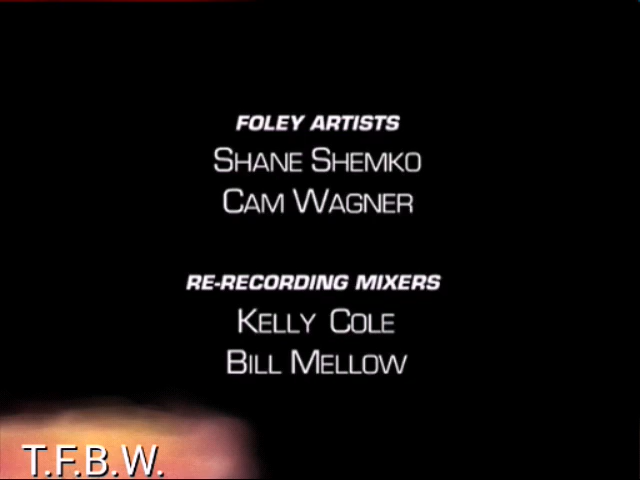 FOLEY ARTISTS
SHANE SHEMKO
CAM WAGNER
RE-RECORDING MIXERS
KELLY COLE
BILL MELLOW
T.F.B.W.